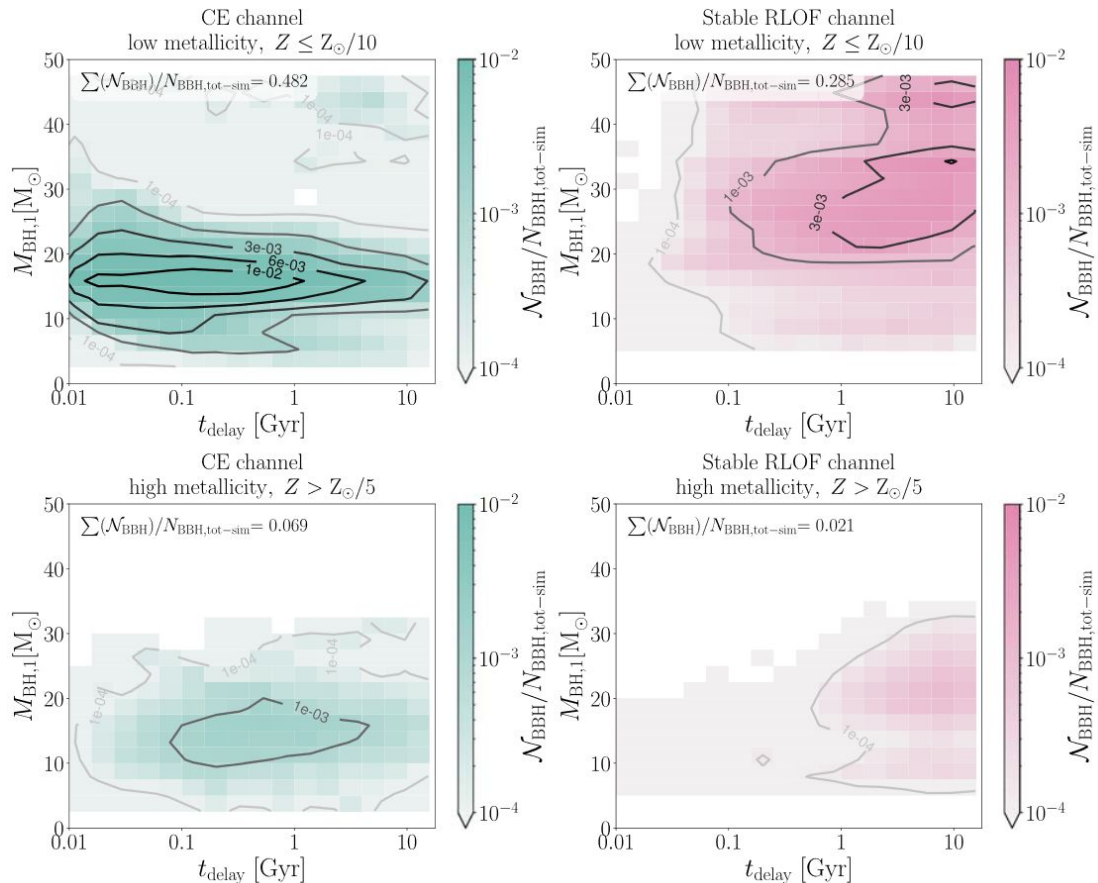 CE channel
low metallicity, Z ≤ Z⊙/10
∑(𝒩BBH)/NBBH,tot−sim= 0.482
50
40
30
20
10
0
MBH,1[M⊙]
1e-04
1e-04
1e-04
1e-04
3e-03
6e-03
1e-02
1e-04
0.01
0.1
1
10
tdelay [Gyr]
10−2
10−3
10−4
𝒩BBH/NBBH,tot−sim
Stable RLOF channel
low metallicity, Z ≤ Z⊙/10
∑(𝒩BBH)/NBBH,tot−sim= 0.285
50
40
30
20
10
0
MBH,1[M⊙]
3e-03
1e-03
3e-03
1e-04
0.01
0.1
1
10
tdelay [Gyr]
10−2
10−3
10−4
𝒩BBH/NBBH,tot−sim
CE channel
high metallicity, Z > Z⊙/5
∑(𝒩BBH)/NBBH,tot−sim= 0.069
50
40
30
20
10
0
MBH,1[M⊙]
1e-04
1e-04
1e-03
1e-04
0.01
0.1
1
10
tdelay [Gyr]
10−2
10−3
10−4
𝒩BBH/NBBH,tot−sim
Stable RLOF channel
high metallicity, Z > Z⊙/5
∑(𝒩BBH)/NBBH,tot−sim= 0.021
50
40
30
20
10
0
MBH,1[M⊙]
1e-04
0.01
0.1
1
10
tdelay [Gyr]
10−2
10−3
10−4
𝒩BBH/NBBH,tot−sim